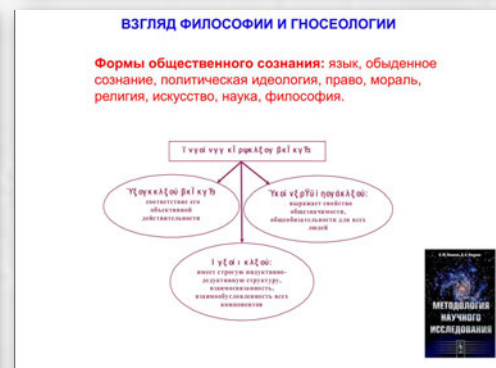 ВЗГЛЯД ФИЛОСОФИИ И ГНОСЕОЛОГИИ
Формы общественного сознания: язык, обыденное
сознание, политическая идеология, право, мораль,
религия, искусство, наука, философия.
соответствие его
объективной
действительности
выражает свойство
общезначимости,
общеобязательности для всех
людей
имеет строгую индуктивно-
дедуктивную структуру,
взаимосвязанность,
взаимообусловленность всех
компонентов
МЕТОДОЛОГИЯ
НАУЧНОГО
ИССЛЕДОВАНИЯ